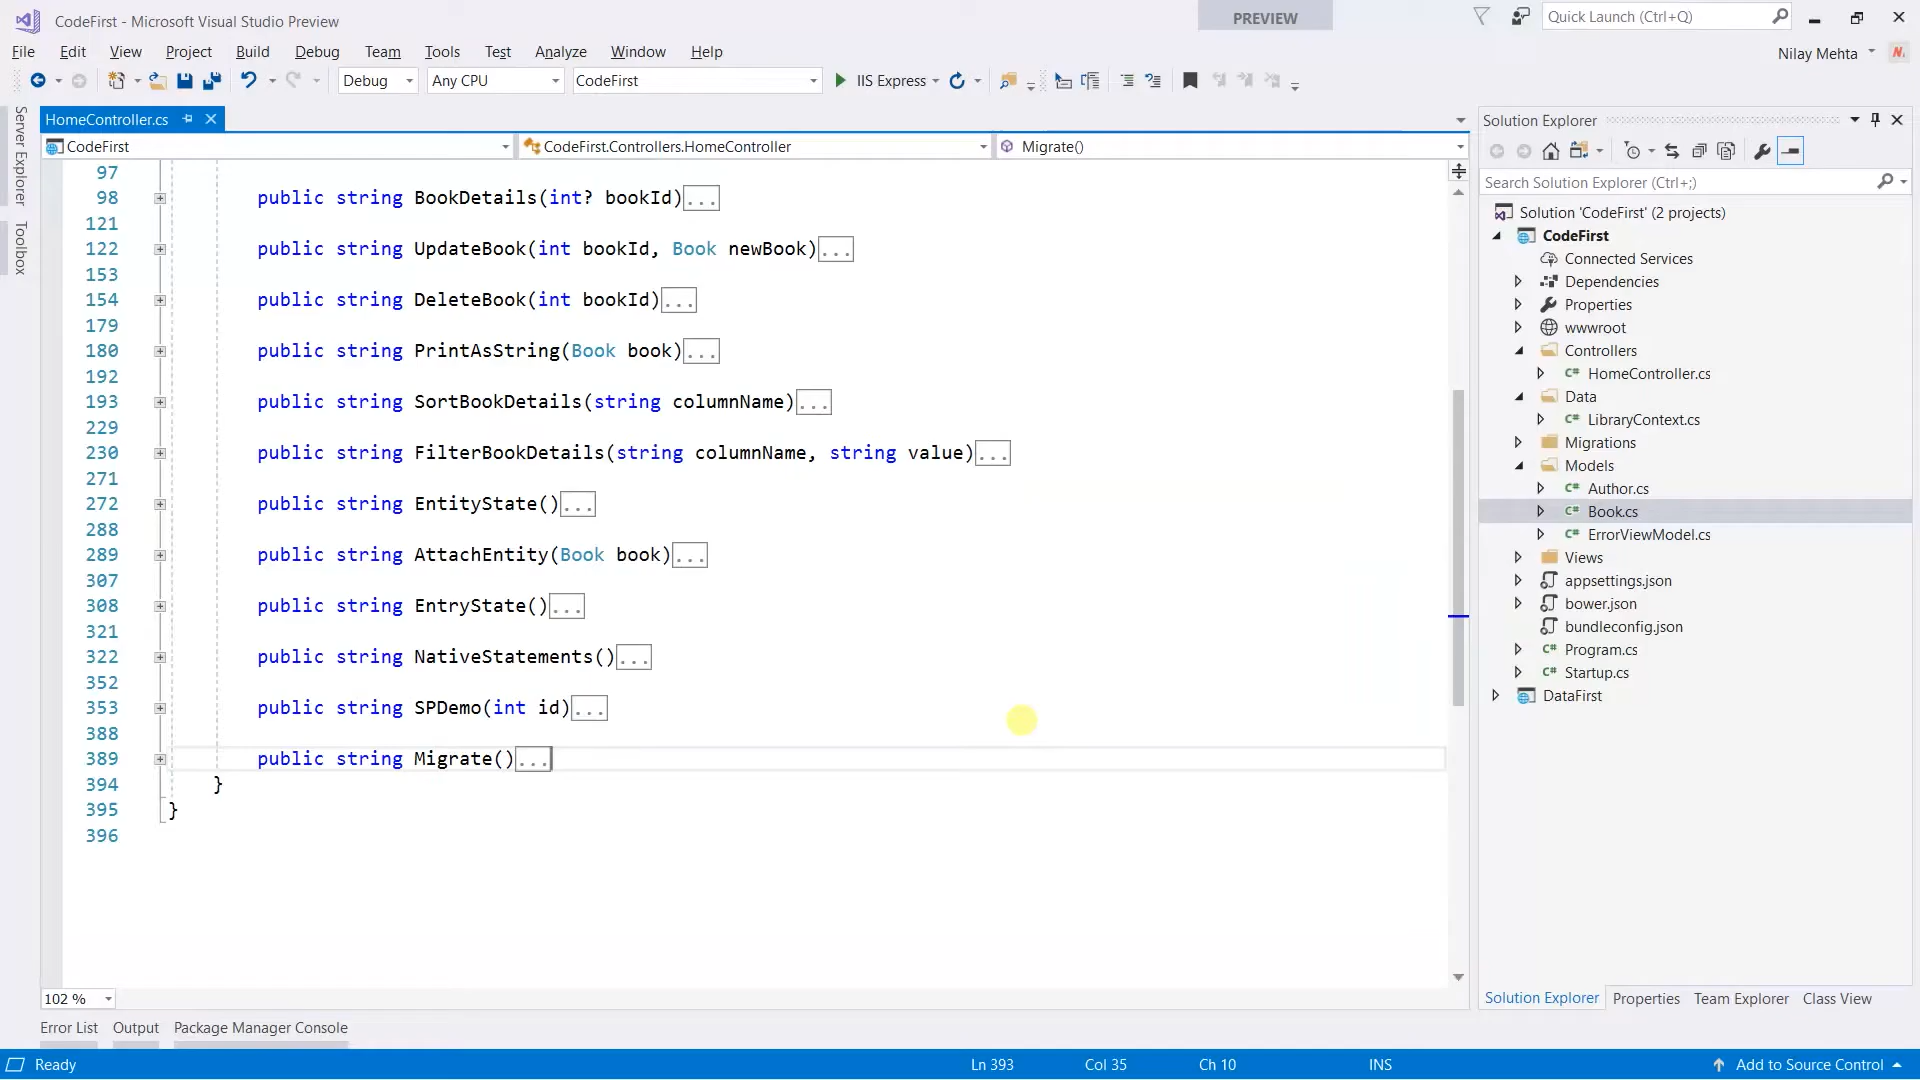 CodeFirst - Microsoft Visual Studio Preview
PREVIEW
Quick Launch (Ctrl+Q)
File Edit View Project Build Debug Team Tools Test Analyze Window Help
Nilay Mehta
Debug Any CPU CodeFirst IIS Express
Server Explorer
Toolbox
HomeController.cs
CodeFirst CodeFirst.Controllers.HomeController Migrate()
97
98 public string BookDetails(int? bookId)...
121
122 public string UpdateBook(int bookId, Book newBook)...
153
154 public string DeleteBook(int bookId)...
179
180 public string PrintAsString(Book book)...
192
193 public string SortBookDetails(string columnName)...
229
230 public string FilterBookDetails(string columnName, string value)...
271
272 public string EntityState()...
288
289 public string AttachEntity(Book book)...
307
308 public string EntryState()...
321
322 public string NativeStatements()...
352
353 public string SPDemo(int id)...
388
389 public string Migrate()...
394 }
395 }
396
102 %
Solution Explorer
Search Solution Explorer (Ctrl+;)
Solution 'CodeFirst' (2 projects)
CodeFirst
Connected Services
Dependencies
Properties
wwwroot
Controllers
C# HomeController.cs
Data
C# LibraryContext.cs
Migrations
Models
C# Author.cs
C# Book.cs
C# ErrorViewModel.cs
Views
appsettings.json
bower.json
bundleconfig.json
C# Program.cs
C# Startup.cs
DataFirst
Solution Explorer Properties Team Explorer Class View
Error List Output Package Manager Console
Ready Ln 393 Col 35 Ch 10 INS Add to Source Control